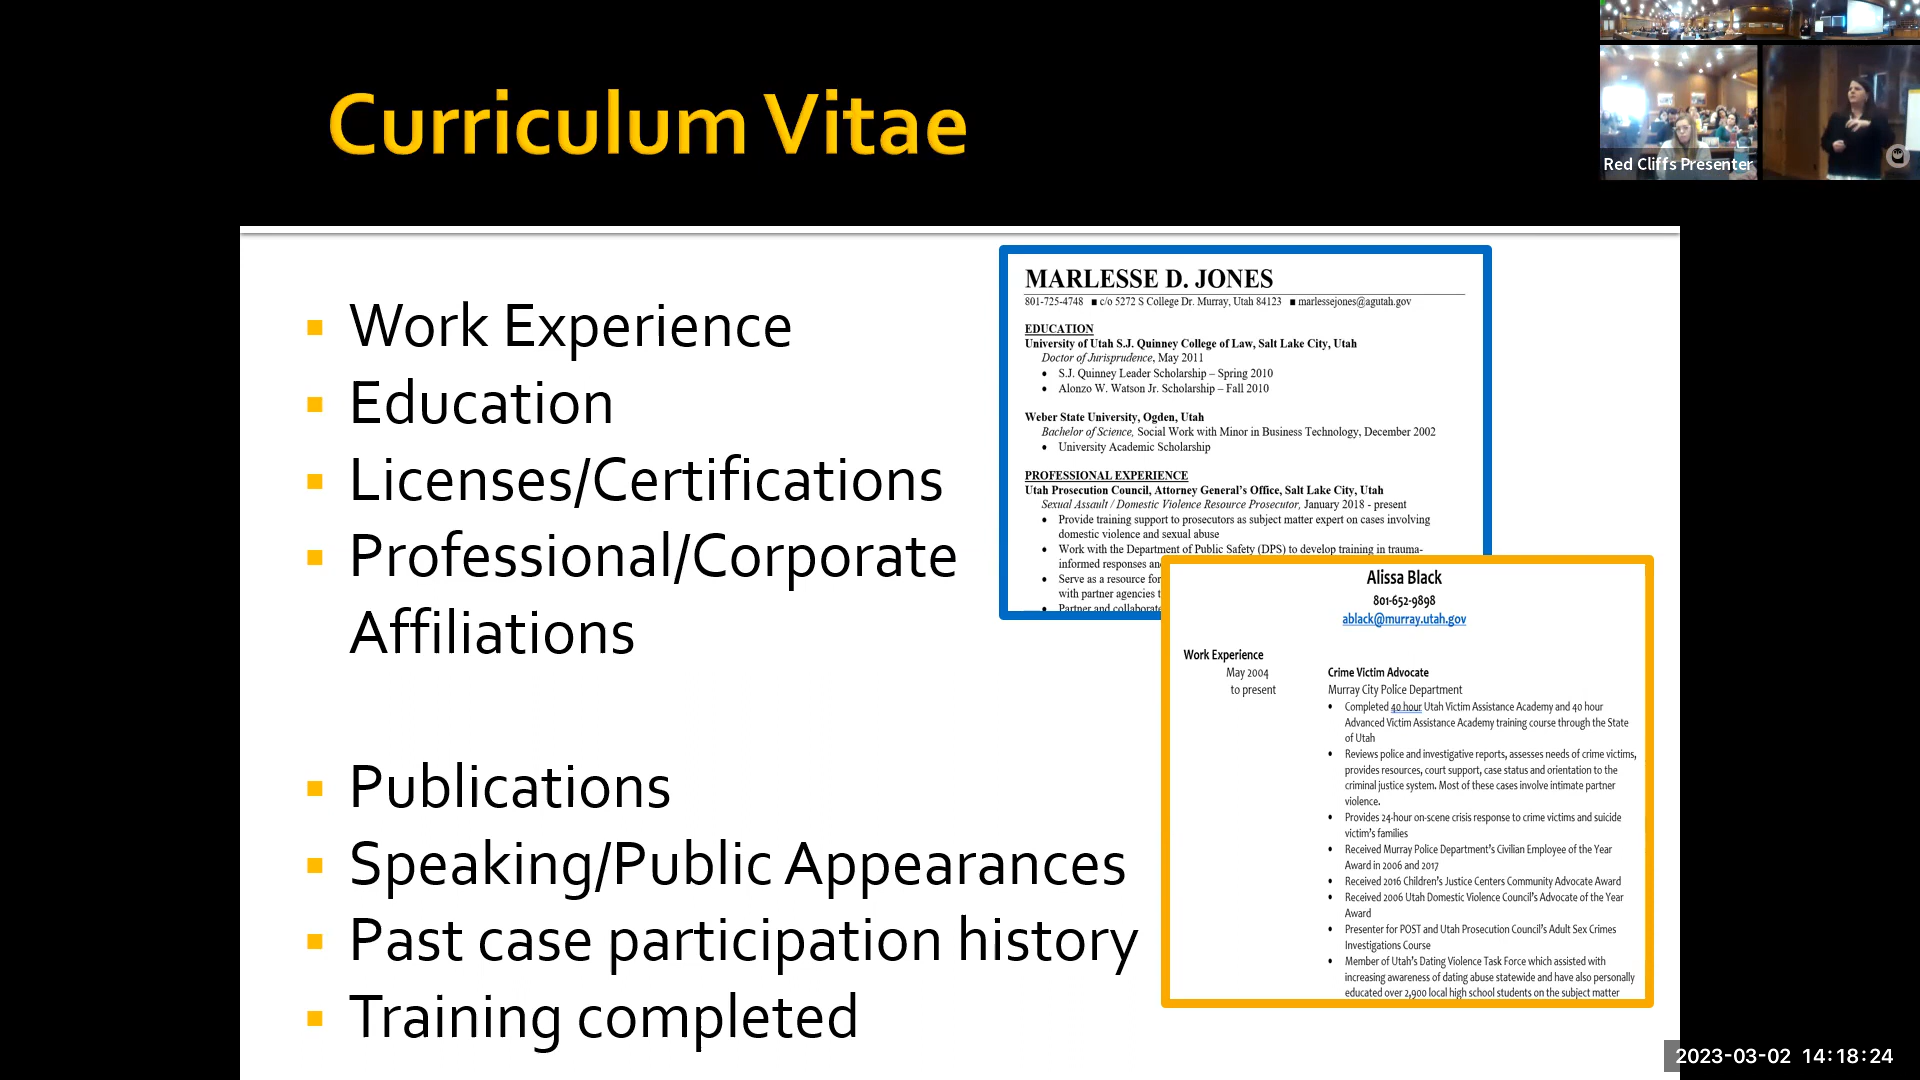 Curriculum Vitae
Red Cliffs Presenter
Work Experience
Education
Licenses/Certifications
Professional/Corporate
Affiliations
Publications
Speaking/Public Appearances
Past case participation history
Training completed
MARLESSE D. JONES
801-725-4748 ■ c/o 5272 S College Dr. Murray, Utah 84123 ■ marlessejones@agutah.gov
EDUCATION
University of Utah S.J. Quinney College of Law, Salt Lake City, Utah
Doctor of Jurisprudence, May 2011
• S.J. Quinney Leader Scholarship – Spring 2010
• Alonzo W. Watson Jr. Scholarship – Fall 2010
Weber State University, Ogden, Utah
Bachelor of Science, Social Work with Minor in Business Technology, December 2002
• University Academic Scholarship
PROFESSIONAL EXPERIENCE
Utah Prosecution Council, Attorney General's Office, Salt Lake City, Utah
Sexual Assault / Domestic Violence Resource Prosecutor, January 2018 - present
• Provide training support to prosecutors as subject matter expert on cases involving
domestic violence and sexual abuse
• Work with the Department of Public Safety (DPS) to develop training in trauma-
informed responses an
• Serve as a resource for
with partner agencies t
• Partner and collaborate
Alissa Black
801-652-9898
ablack@murray.utah.gov
Work Experience
May 2004
to present
Crime Victim Advocate
Murray City Police Department
• Completed 40 hour Utah Victim Assistance Academy and 40 hour
Advanced Victim Assistance Academy training course through the State
of Utah
• Reviews police and investigative reports, assesses needs of crime victims,
provides resources, court support, case status and orientation to the
criminal justice system. Most of these cases involve intimate partner
violence.
• Provides 24-hour on-scene crisis response to crime victims and suicide
victim's families
• Received Murray Police Department's Civilian Employee of the Year
Award in 2006 and 2017
• Received 2016 Children's Justice Centers Community Advocate Award
• Received 2006 Utah Domestic Violence Council's Advocate of the Year
Award
• Presenter for POST and Utah Prosecution Council's Adult Sex Crimes
Investigations Course
• Member of Utah's Dating Violence Task Force which assisted with
increasing awareness of dating abuse statewide and have also personally
educated over 2,900 local high school students on the subject matter
2023-03-02 14:18:24